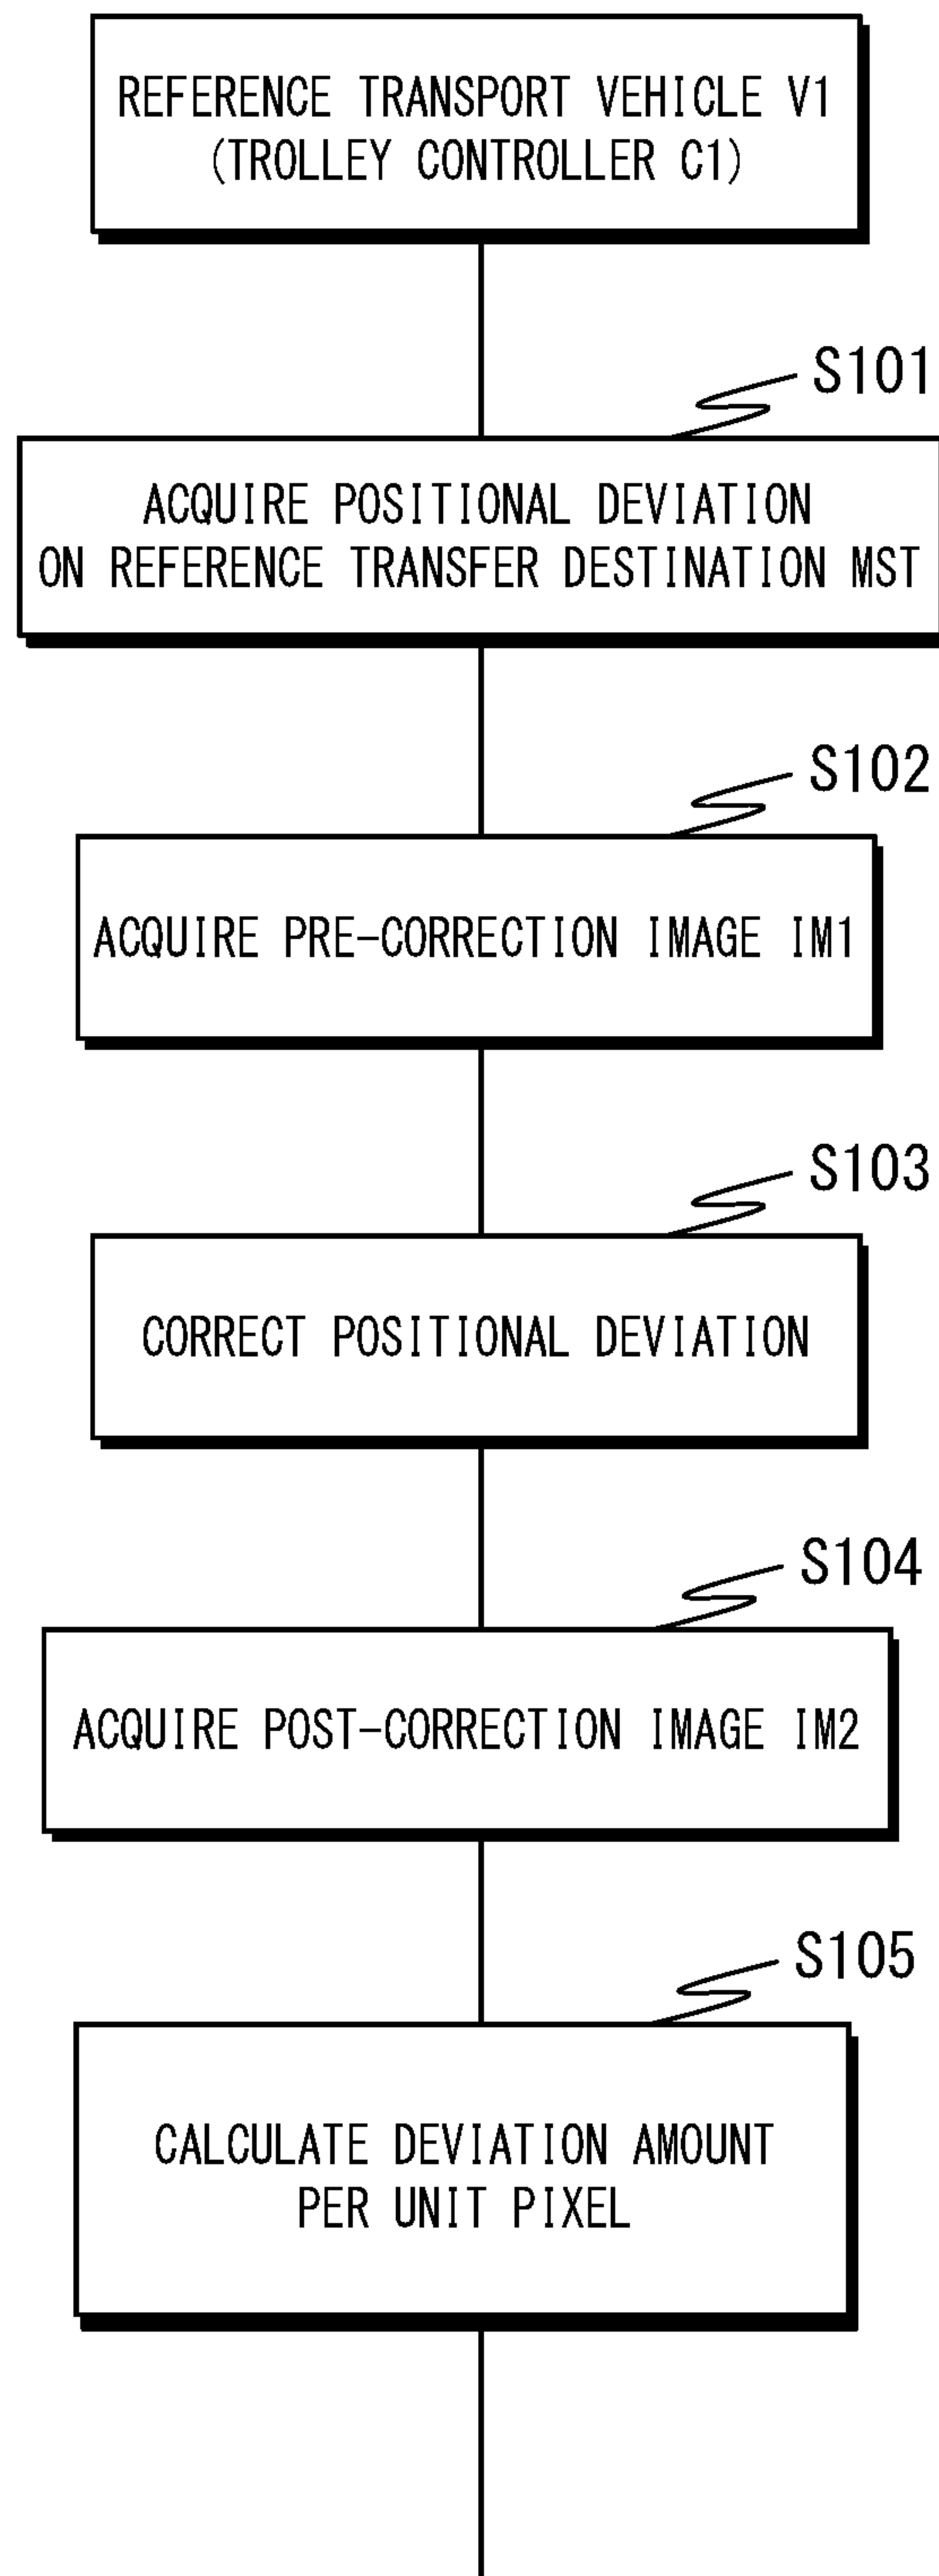 REFERENCE TRANSPORT VEHICLE V1
(TROLLEY CONTROLLER C1)
S101
ACQUIRE POSITIONAL DEVIATION
ON REFERENCE TRANSFER DESTINATION MST
S102
ACQUIRE PRE-CORRECTION IMAGE IM1
S103
CORRECT POSITIONAL DEVIATION
S104
ACQUIRE POST-CORRECTION IMAGE IM2
S105
CALCULATE DEVIATION AMOUNT
PER UNIT PIXEL